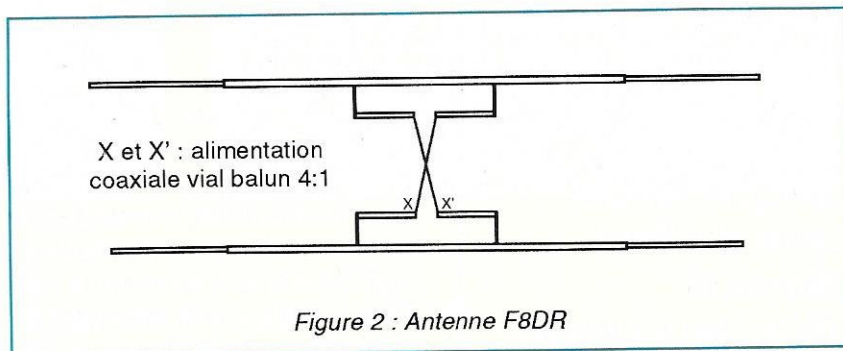 X et X' : alimentation
coaxiale vial balun 4:1
X X'
Figure 2 : Antenne F8DR